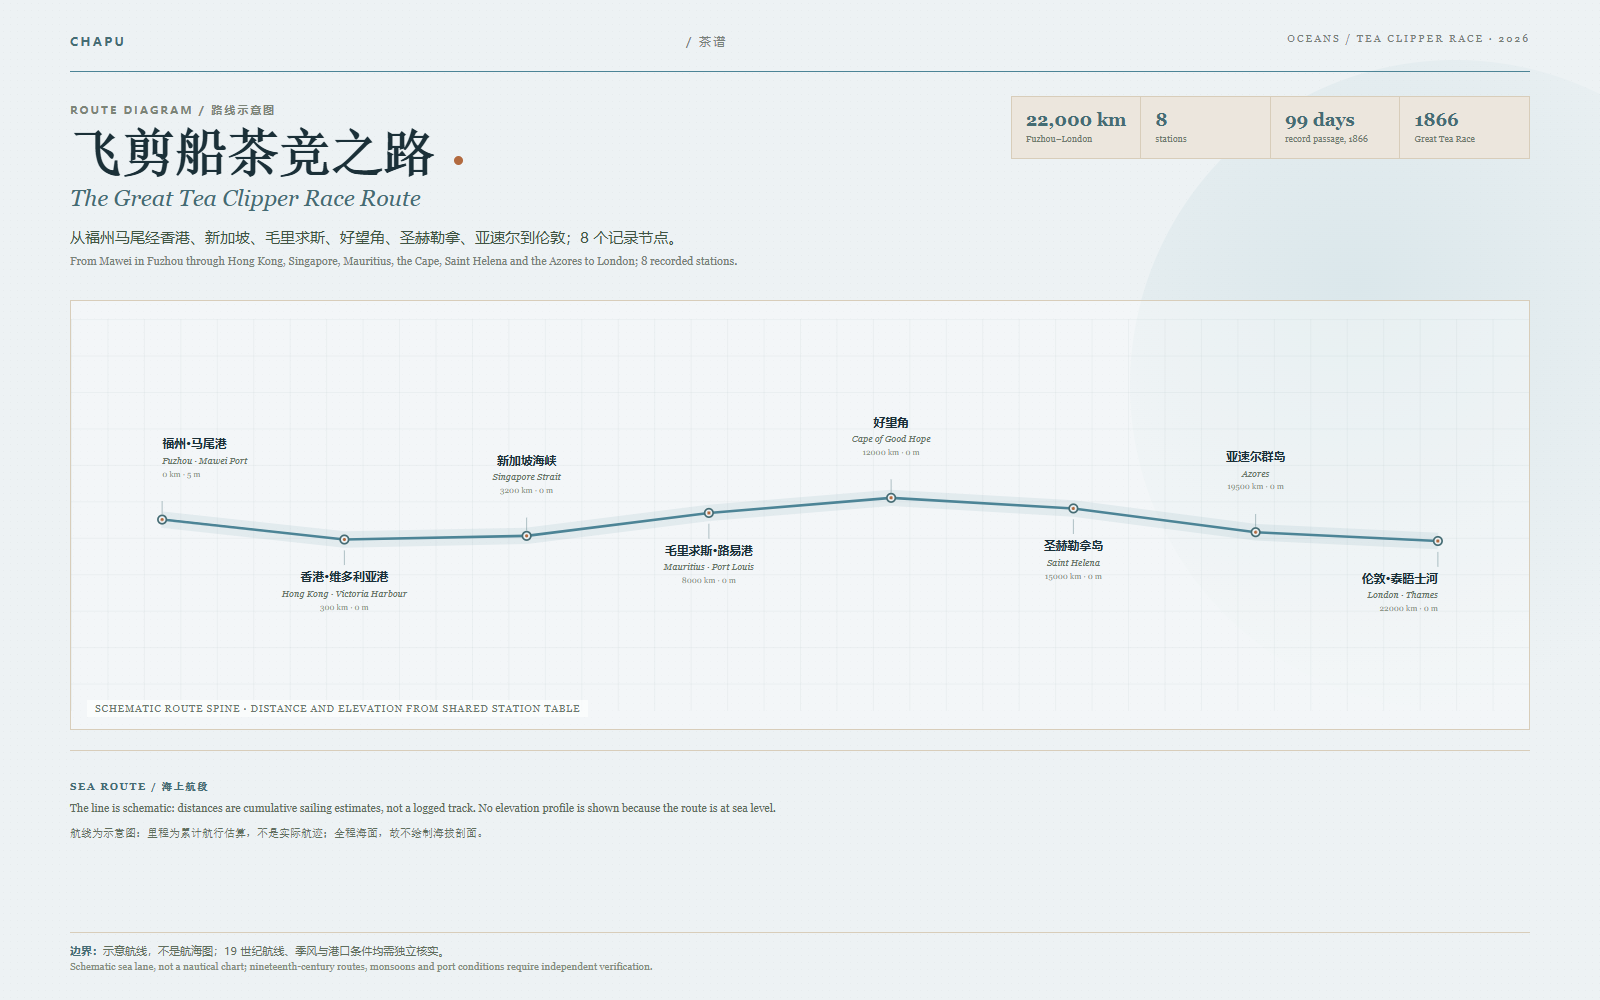 CHAPU
/ 茶谱
OCEANS / TEA CLIPPER RACE · 2026
ROUTE DIAGRAM / 路线示意图
飞剪船茶竞之路
The Great Tea Clipper Race Route
从福州马尾经香港、新加坡、毛里求斯、好望角、圣赫勒拿、亚速尔到伦敦；8 个记录节点。
From Mawei in Fuzhou through Hong Kong, Singapore, Mauritius, the Cape, Saint Helena and the Azores to London; 8 recorded stations.
22,000 km
Fuzhou–London
8
stations
99 days
record passage, 1866
1866
Great Tea Race
福州·马尾港
Fuzhou · Mawei Port
0 km · 5 m
香港·维多利亚港
Hong Kong · Victoria Harbour
300 km · 0 m
新加坡海峡
Singapore Strait
3200 km · 0 m
毛里求斯·路易港
Mauritius · Port Louis
8000 km · 0 m
好望角
Cape of Good Hope
12000 km · 0 m
圣赫勒拿岛
Saint Helena
15000 km · 0 m
亚速尔群岛
Azores
19500 km · 0 m
伦敦·泰晤士河
London · Thames
22000 km · 0 m
SCHEMATIC ROUTE SPINE · DISTANCE AND ELEVATION FROM SHARED STATION TABLE
SEA ROUTE / 海上航段
The line is schematic: distances are cumulative sailing estimates, not a logged track. No elevation profile is shown because the route is at sea level.
航线为示意图：里程为累计航行估算，不是实际航迹；全程海面，故不绘制海拔剖面。
边界：示意航线，不是航海图；19 世纪航线、季风与港口条件均需独立核实。
Schematic sea lane, not a nautical chart; nineteenth-century routes, monsoons and port conditions require independent verification.